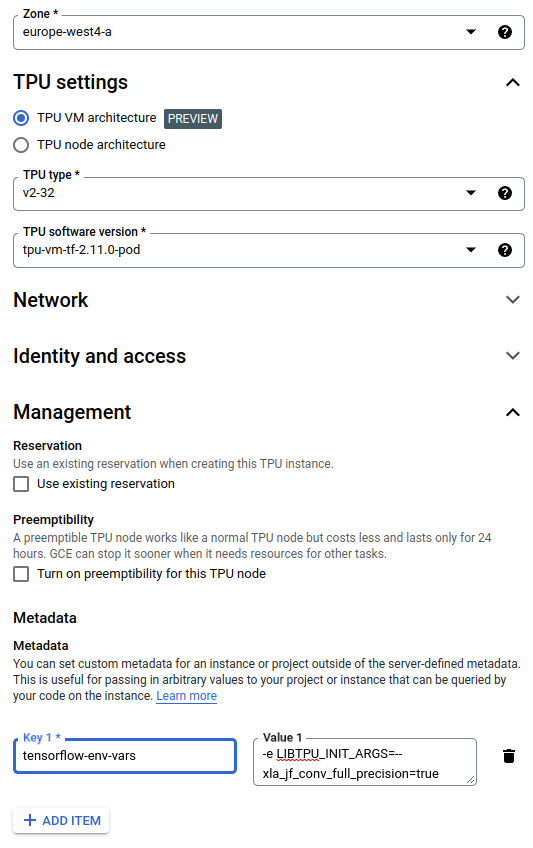 Zone *
europe-west4-a
TPU settings
TPU VM architecture PREVIEW
TPU node architecture
TPU type *
v2-32
TPU software version *
tpu-vm-tf-2.11.0-pod
Network
Identity and access
Management
Reservation
Use an existing reservation when creating this TPU instance.
Use existing reservation
Preemptibility
A preemptible TPU node works like a normal TPU node but costs less and lasts only for 24
hours. GCE can stop it sooner when it needs resources for other tasks.
Turn on preemptibility for this TPU node
Metadata
Metadata
You can set custom metadata for an instance or project outside of the server-defined metadata.
This is useful for passing in arbitrary values to your project or instance that can be queried by
your code on the instance. Learn more
Key 1 *
tensorflow-env-vars
Value 1
-e LIBTPU_INIT_ARGS=--
xla_jf_conv_full_precision=true
ADD ITEM